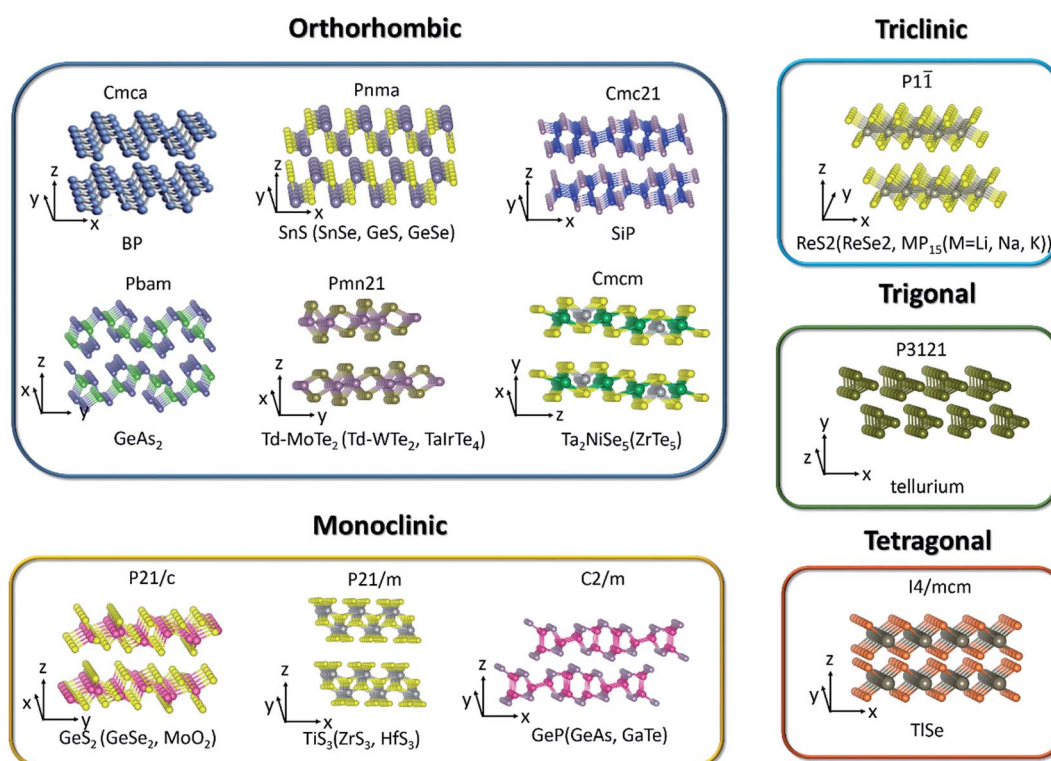 Orthorhombic
Cmca
z
y
x
BP
Pnma
z
y
x
SnS (SnSe, GeS, GeSe)
Cmc21
z
y
x
SiP
Pbam
z
x
y
GeAs₂
Pmn21
z
x
y
Td-MoTe₂ (Td-WTe₂, TaIrTe₄)
Cmcm
y
x
z
Ta₂NiSe₅(ZrTe₅)
Triclinic
P1̄
z
y
x
ReS2(ReSe2, MP₁₅(M=Li, Na, K))
Trigonal
P3121
y
z
x
tellurium
Monoclinic
P21/c
z
x
y
GeS₂ (GeSe₂, MoO₂)
P21/m
z
x
y
TiS₃(ZrS₃, HfS₃)
C2/m
z
y
x
GeP(GeAs, GaTe)
Tetragonal
I4/mcm
z
y
x
TlSe